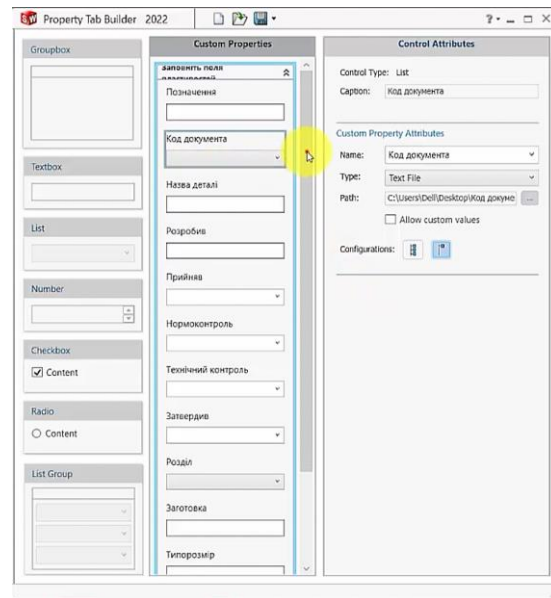 Property Tab Builder 2022
Groupbox
Textbox
List
Number
Checkbox
Content
Radio
Content
List Group
Custom Properties
заповніть поля
властивостей
Позначення
Код документа
Назва деталі
Розробив
Прийняв
Нормоконтроль
Технічний контроль
Затвердив
Розділ
Заготовка
Типорозмір
Control Attributes
Control Type: List
Caption: Код документа
Custom Property Attributes
Name: Код документа
Type: Text File
Path: C:\Users\Dell\Desktop\Код докуме ...
Allow custom values
Configurations: